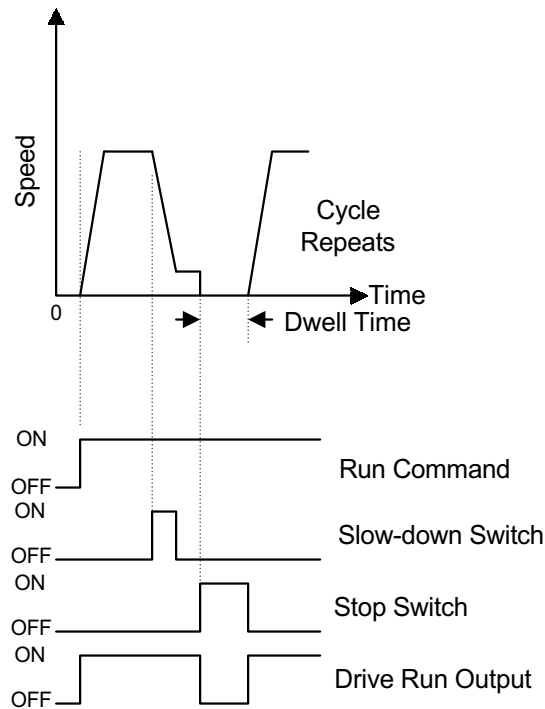 Speed
Cycle
Repeats
Time
0
Dwell Time
ON
OFF
Run Command
ON
OFF
Slow-down Switch
ON
OFF
Stop Switch
ON
OFF
Drive Run Output